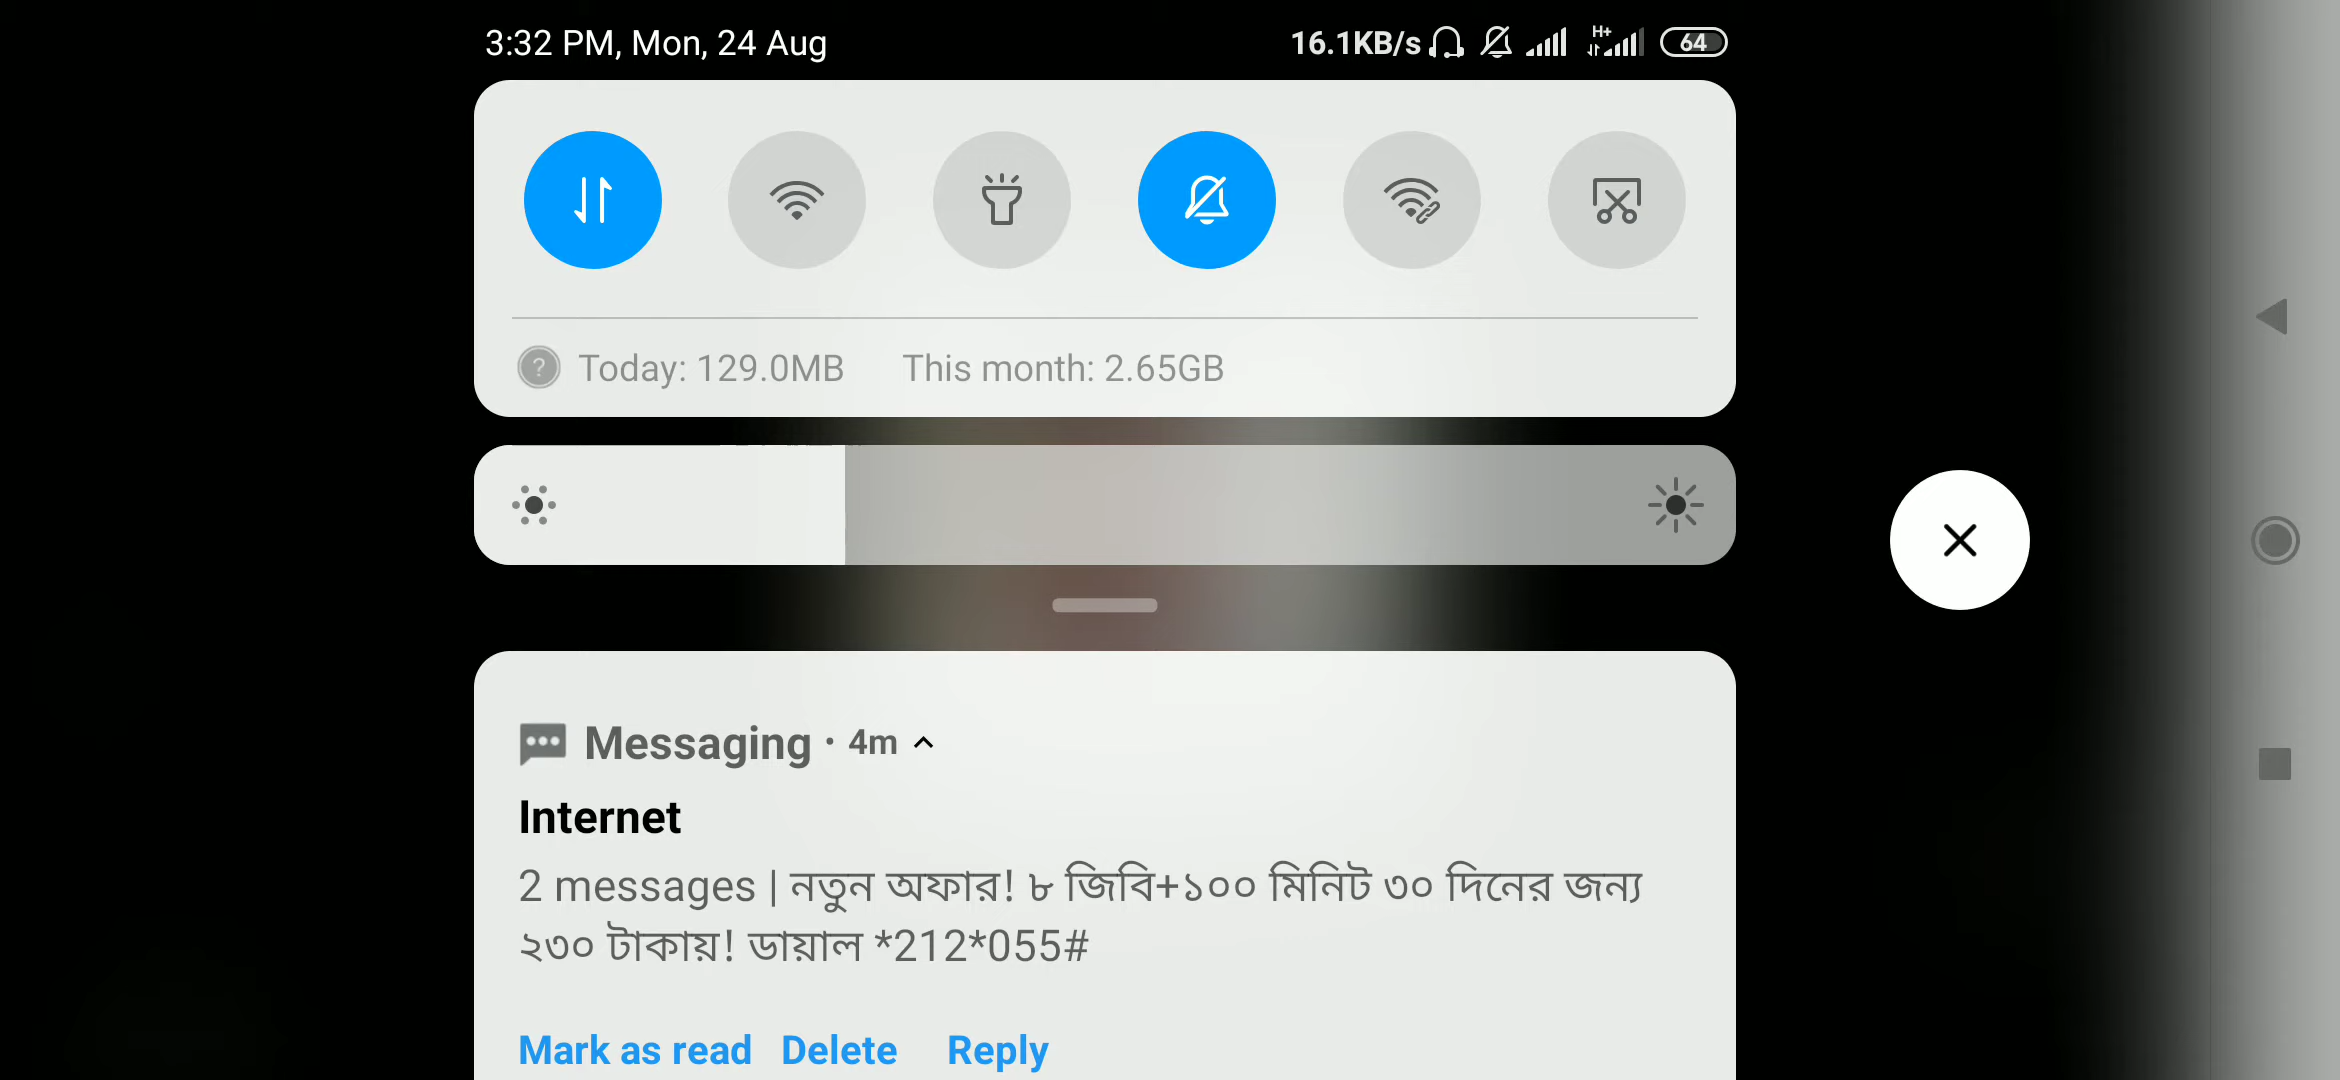 3:32 PM, Mon, 24 Aug
16.1KB/s H+ 64
? Today: 129.0MB This month: 2.65GB
Messaging · 4m
Internet
2 messages | নতুন অফার! ৮ জিবি+১০০ মিনিট ৩০ দিনের জন্য
২৩০ টাকায়! ডায়াল *212*055#
Mark as read Delete Reply